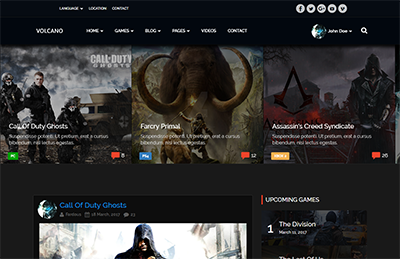 LANGUAGE LOCATION CONTACT
VOLCANO HOME GAMES BLOG PAGES VIDEOS CONTACT John Doe
CALL OF DUTY
GHOSTS
Call Of Duty Ghosts
Suspendisse potenti. Ut pretium, erat a cursus
bibendum, nisi lectus egestas.
PC 8
Farcry Primal
Suspendisse potenti. Ut pretium, erat a cursus
bibendum, nisi lectus egestas.
PS4 12
Assassin's Creed Syndicate
Suspendisse potenti. Ut pretium, erat a cursus
bibendum, nisi lectus egestas.
26
Call Of Duty Ghosts
18 March, 2017 21
UPCOMING GAMES
1 The Division
March 11, 2017
The Last Of Us